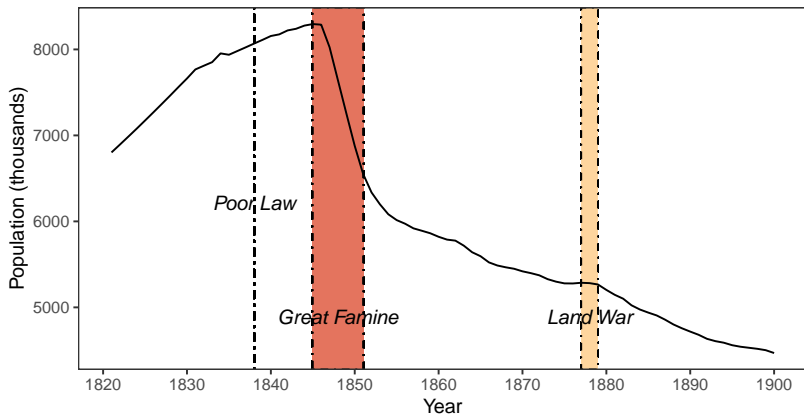 8000
7000
6000
5000
Population (thousands)
Poor Law
Great Famine
Land War
1820 1830 1840 1850 1860 1870 1880 1890 1900
Year